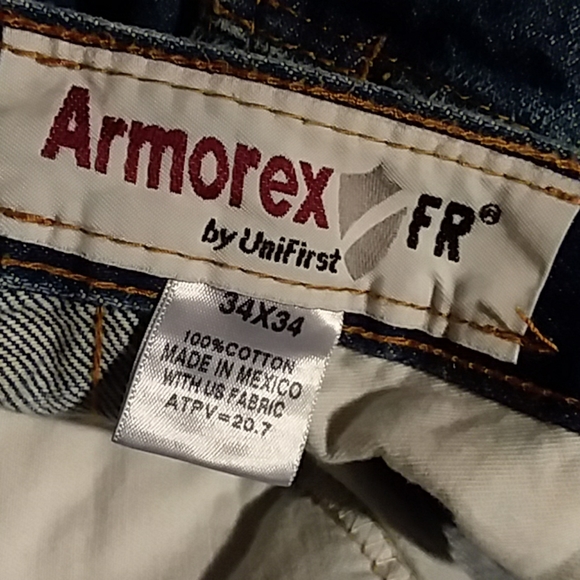 Armorex FR®
by UniFirst
34X34
100%COTTON
MADE IN MEXICO
WITH US FABRIC
ATPV=20.7